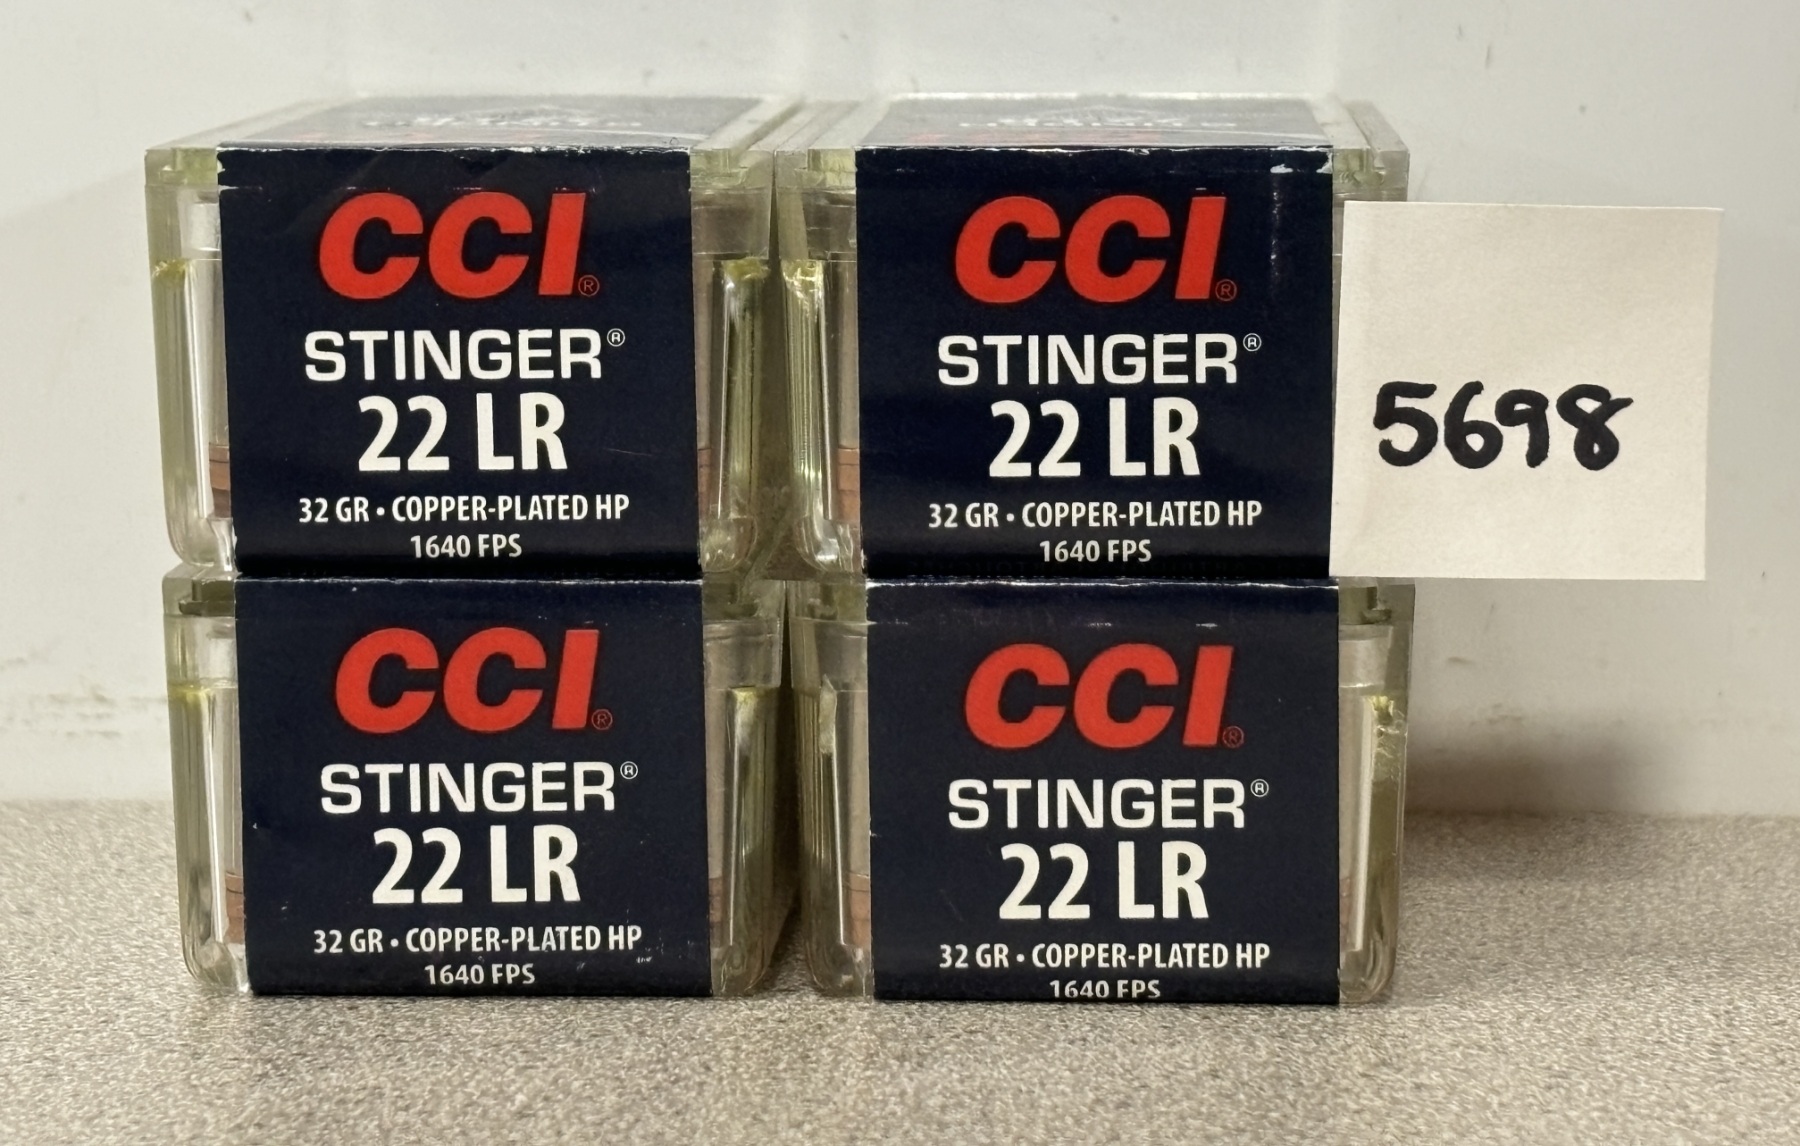 CCI®
STINGER®
22 LR
32 GR • COPPER-PLATED HP
1640 FPS
CCI®
STINGER®
22 LR
32 GR • COPPER-PLATED HP
1640 FPS
5698
CCI®
STINGER®
22 LR
32 GR • COPPER-PLATED HP
1640 FPS
CCI®
STINGER®
22 LR
32 GR • COPPER-PLATED HP
1640 FPS